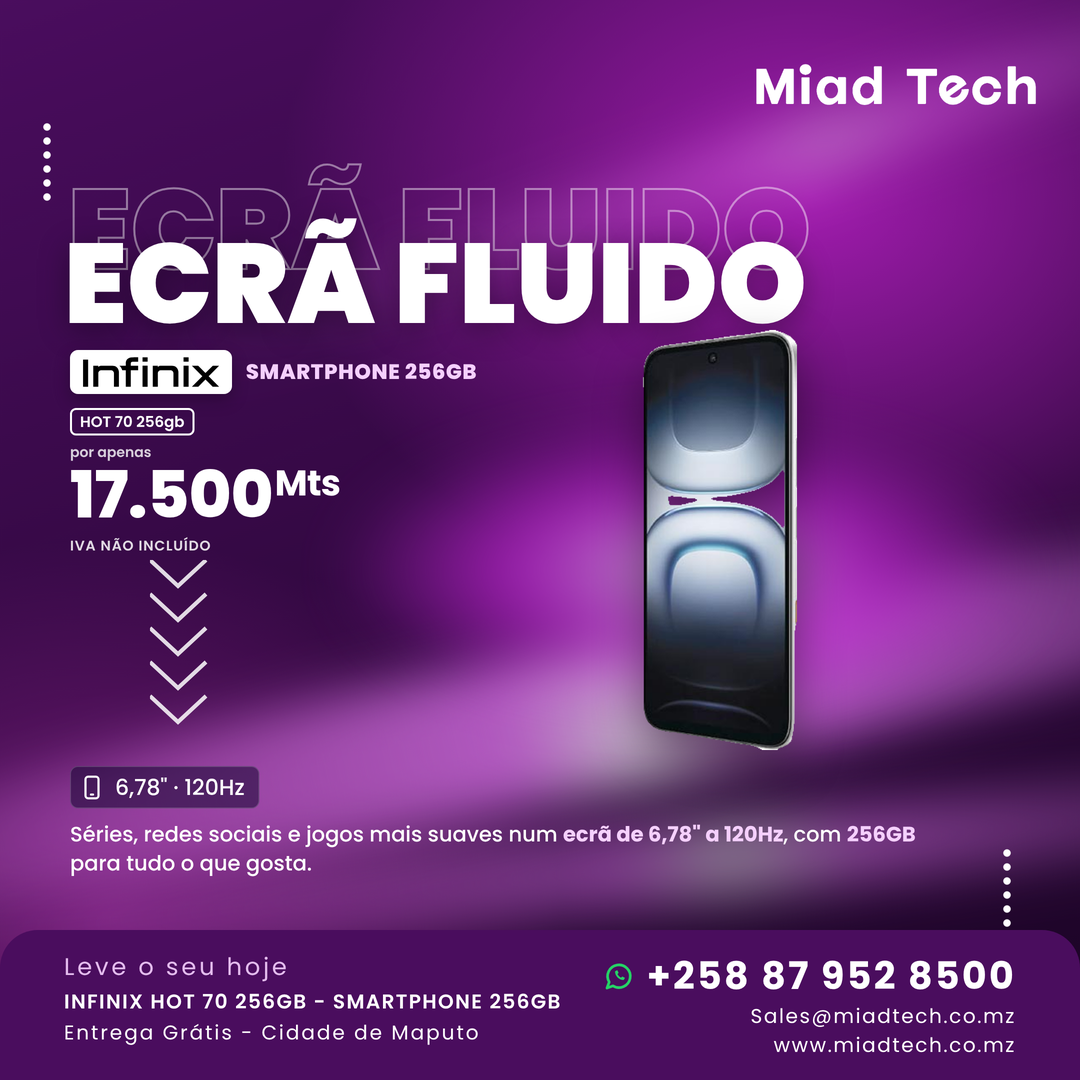 Miad Tech
ECRÃ FLUIDO
ECRÃ FLUIDO
Infinix SMARTPHONE 256GB
HOT 70 256gb
por apenas
17.500Mts
IVA NÃO INCLUÍDO
6,78" · 120Hz
Séries, redes sociais e jogos mais suaves num ecrã de 6,78" a 120Hz, com 256GB
para tudo o que gosta.
Leve o seu hoje
INFINIX HOT 70 256GB - SMARTPHONE 256GB
Entrega Grátis - Cidade de Maputo
+258 87 952 8500
Sales@miadtech.co.mz
www.miadtech.co.mz